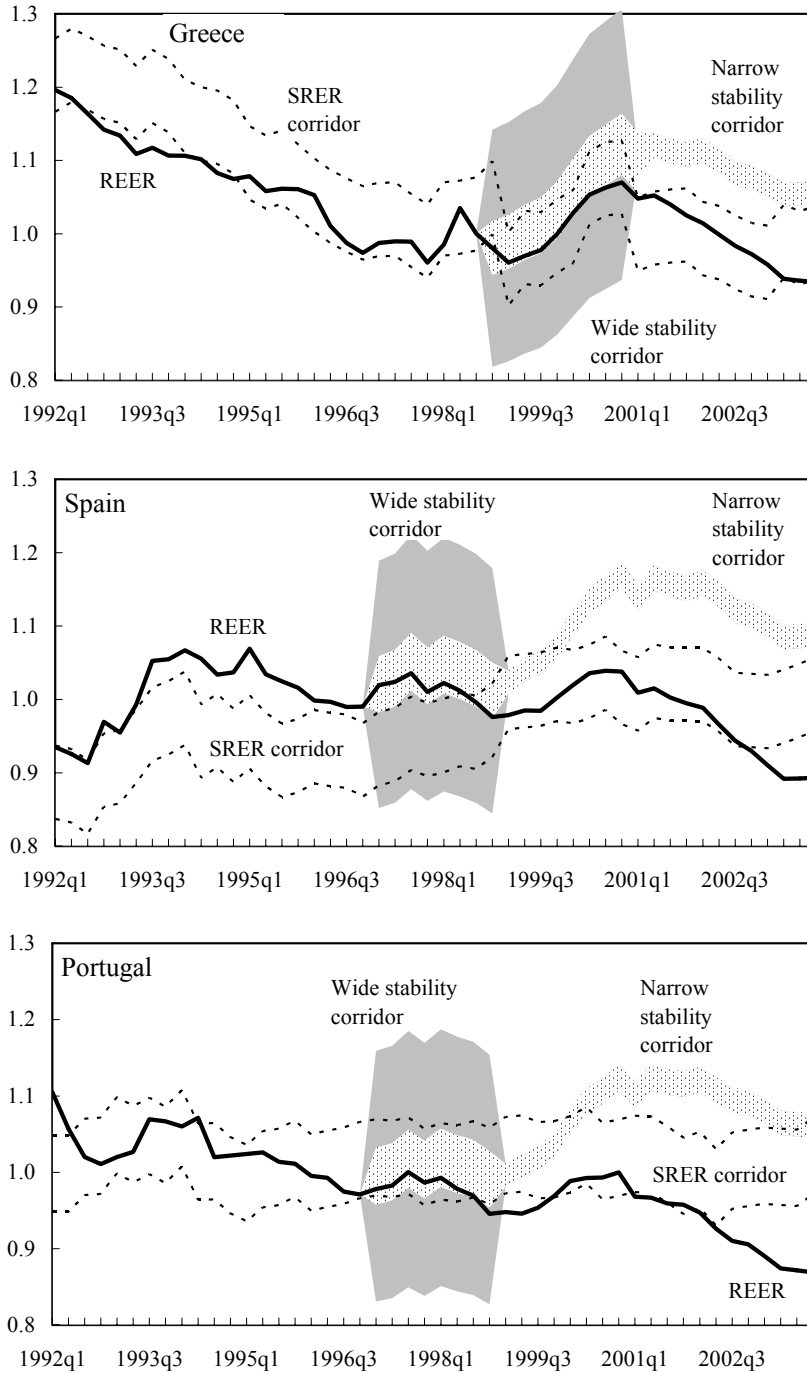 1.3
Greece
Narrow
stability
corridor
SRER
corridor
1.2
1.1
REER
1.0
0.9
Wide stability
corridor
0.8
1992q1 1993q3 1995q1 1996q3 1998q1 1999q3 2001q1 2002q3
1.3
Spain
Wide stability
corridor
Narrow
stability
corridor
1.2
REER
1.1
1.0
SRER corridor
0.9
0.8
1992q1 1993q3 1995q1 1996q3 1998q1 1999q3 2001q1 2002q3
1.3
Portugal
Wide stability
corridor
Narrow
stability
corridor
1.2
1.1
1.0
SRER corridor
0.9
REER
0.8
1992q1 1993q3 1995q1 1996q3 1998q1 1999q3 2001q1 2002q3